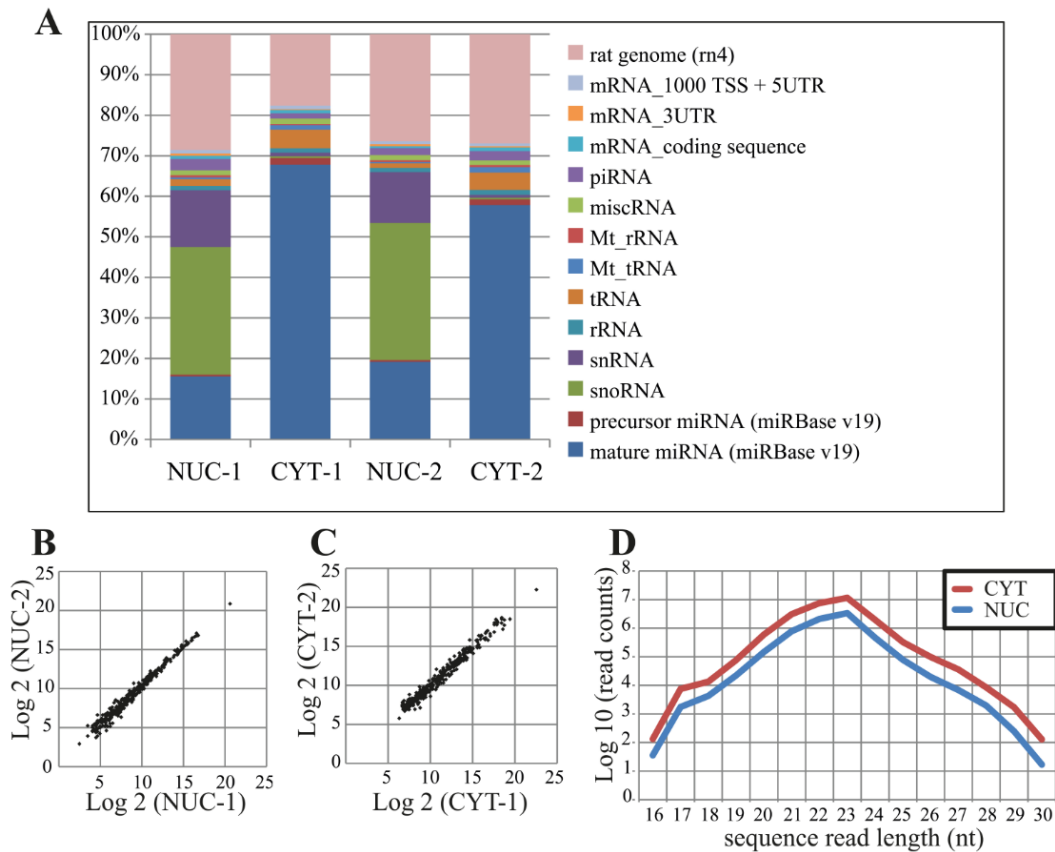 A
100%
90%
80%
70%
60%
50%
40%
30%
20%
10%
0%
NUC-1 CYT-1 NUC-2 CYT-2
rat genome (rn4)
mRNA_1000 TSS + 5UTR
mRNA_3UTR
mRNA_coding sequence
piRNA
miscRNA
Mt_rRNA
Mt_tRNA
tRNA
rRNA
snRNA
snoRNA
precursor miRNA (miRBase v19)
mature miRNA (miRBase v19)
B
Log 2 (NUC-2)
25
20
15
10
5
0
5 10 15 20 25
Log 2 (NUC-1)
C
Log 2 (CYT-2)
25
20
15
10
5
0
5 10 15 20 25
Log 2 (CYT-1)
D
Log 10 (read counts)
8
7
6
5
4
3
2
1
0
CYT
NUC
16 17 18 19 20 21 22 23 24 25 26 27 28 29 30
sequence read length (nt)